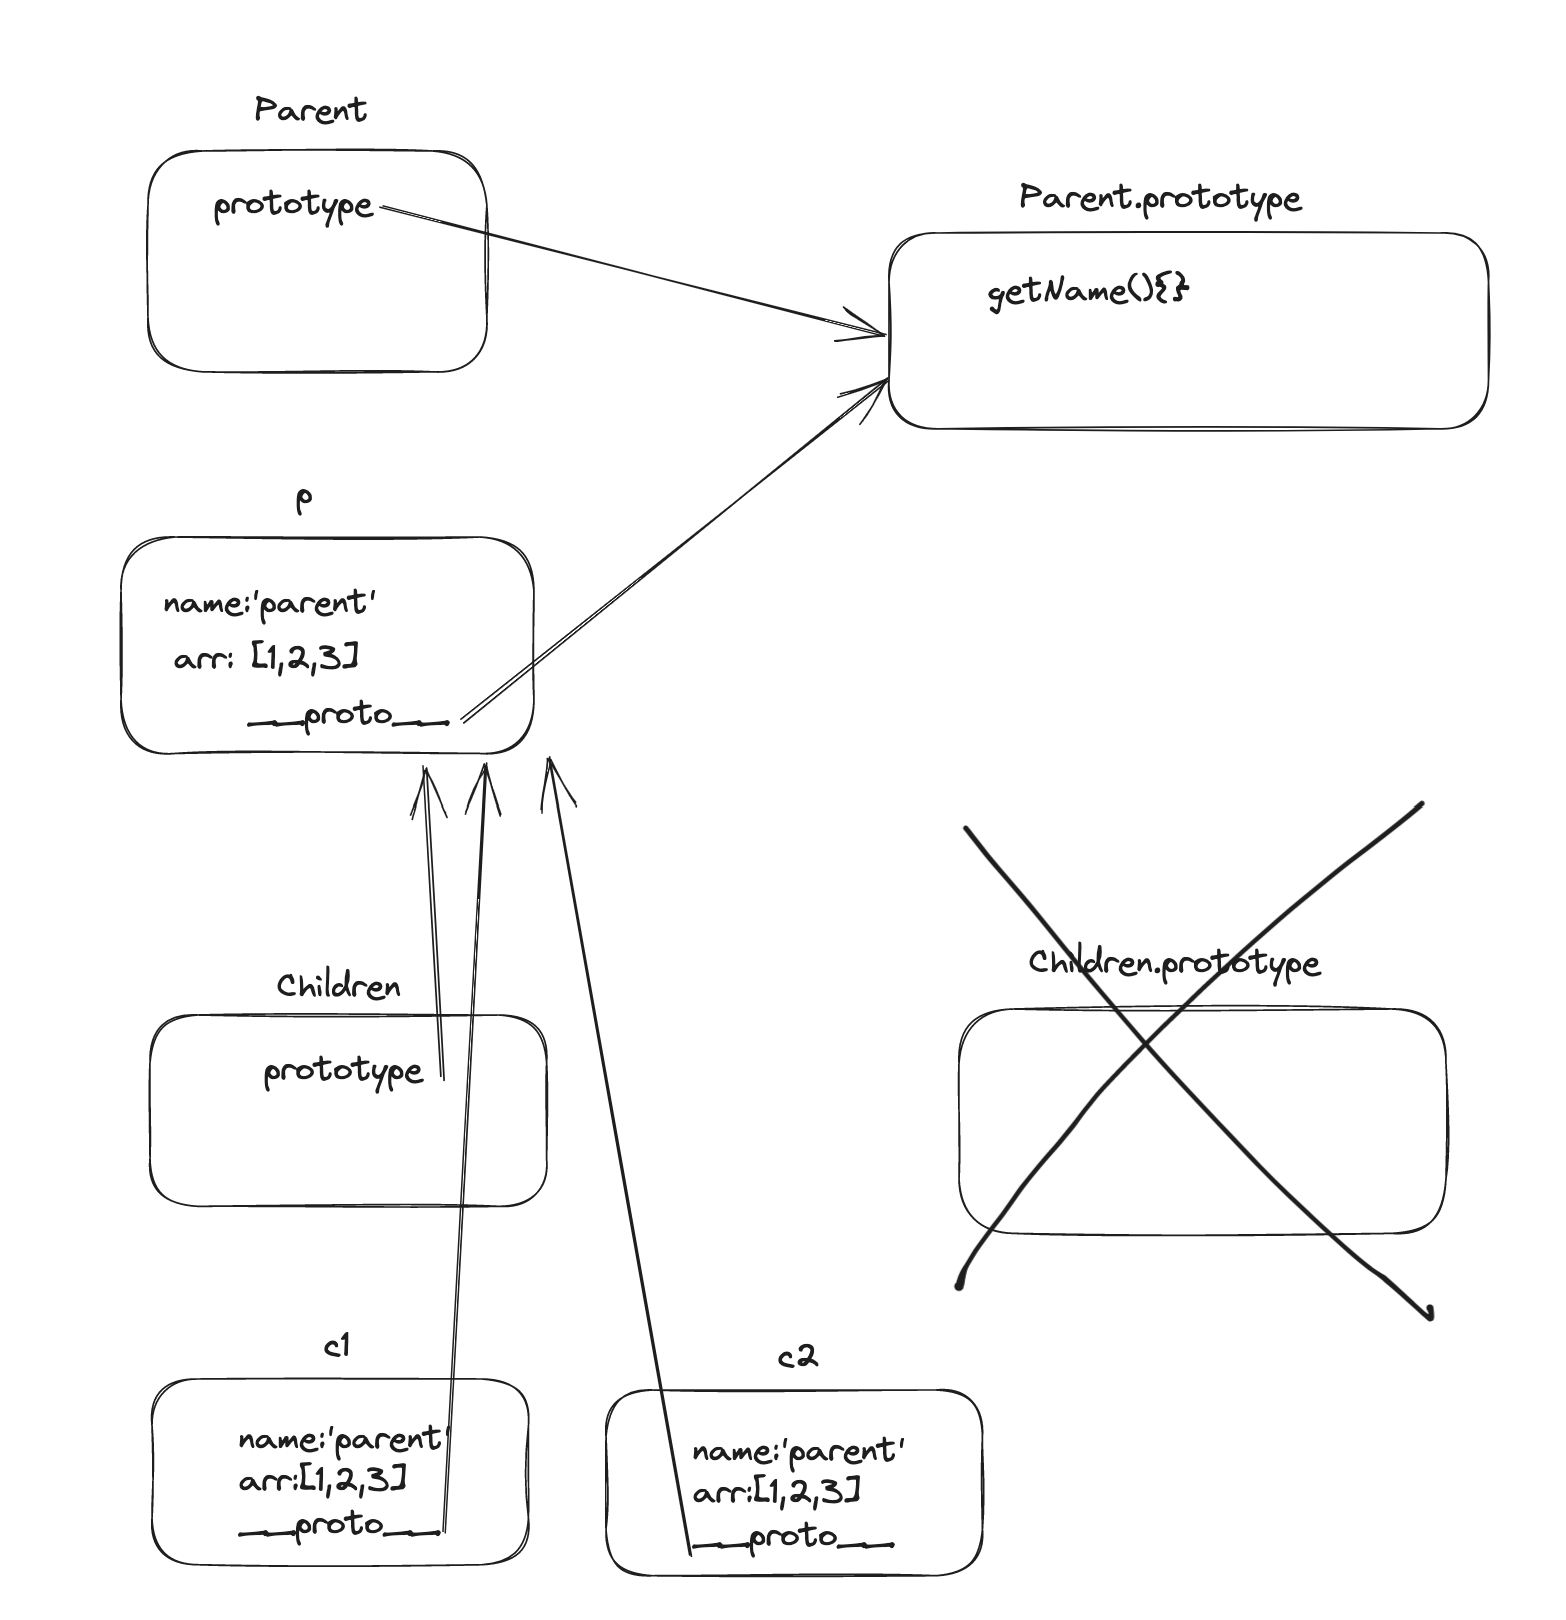 Parent
prototype
Parent.prototype
getName(){}
p
name:'parent'
arr: [1,2,3]
__proto__
Children
prototype
Children.prototype
c1
name:'parent'
arr:[1,2,3]
__proto__
c2
name:'parent'
arr:[1,2,3]
__proto__